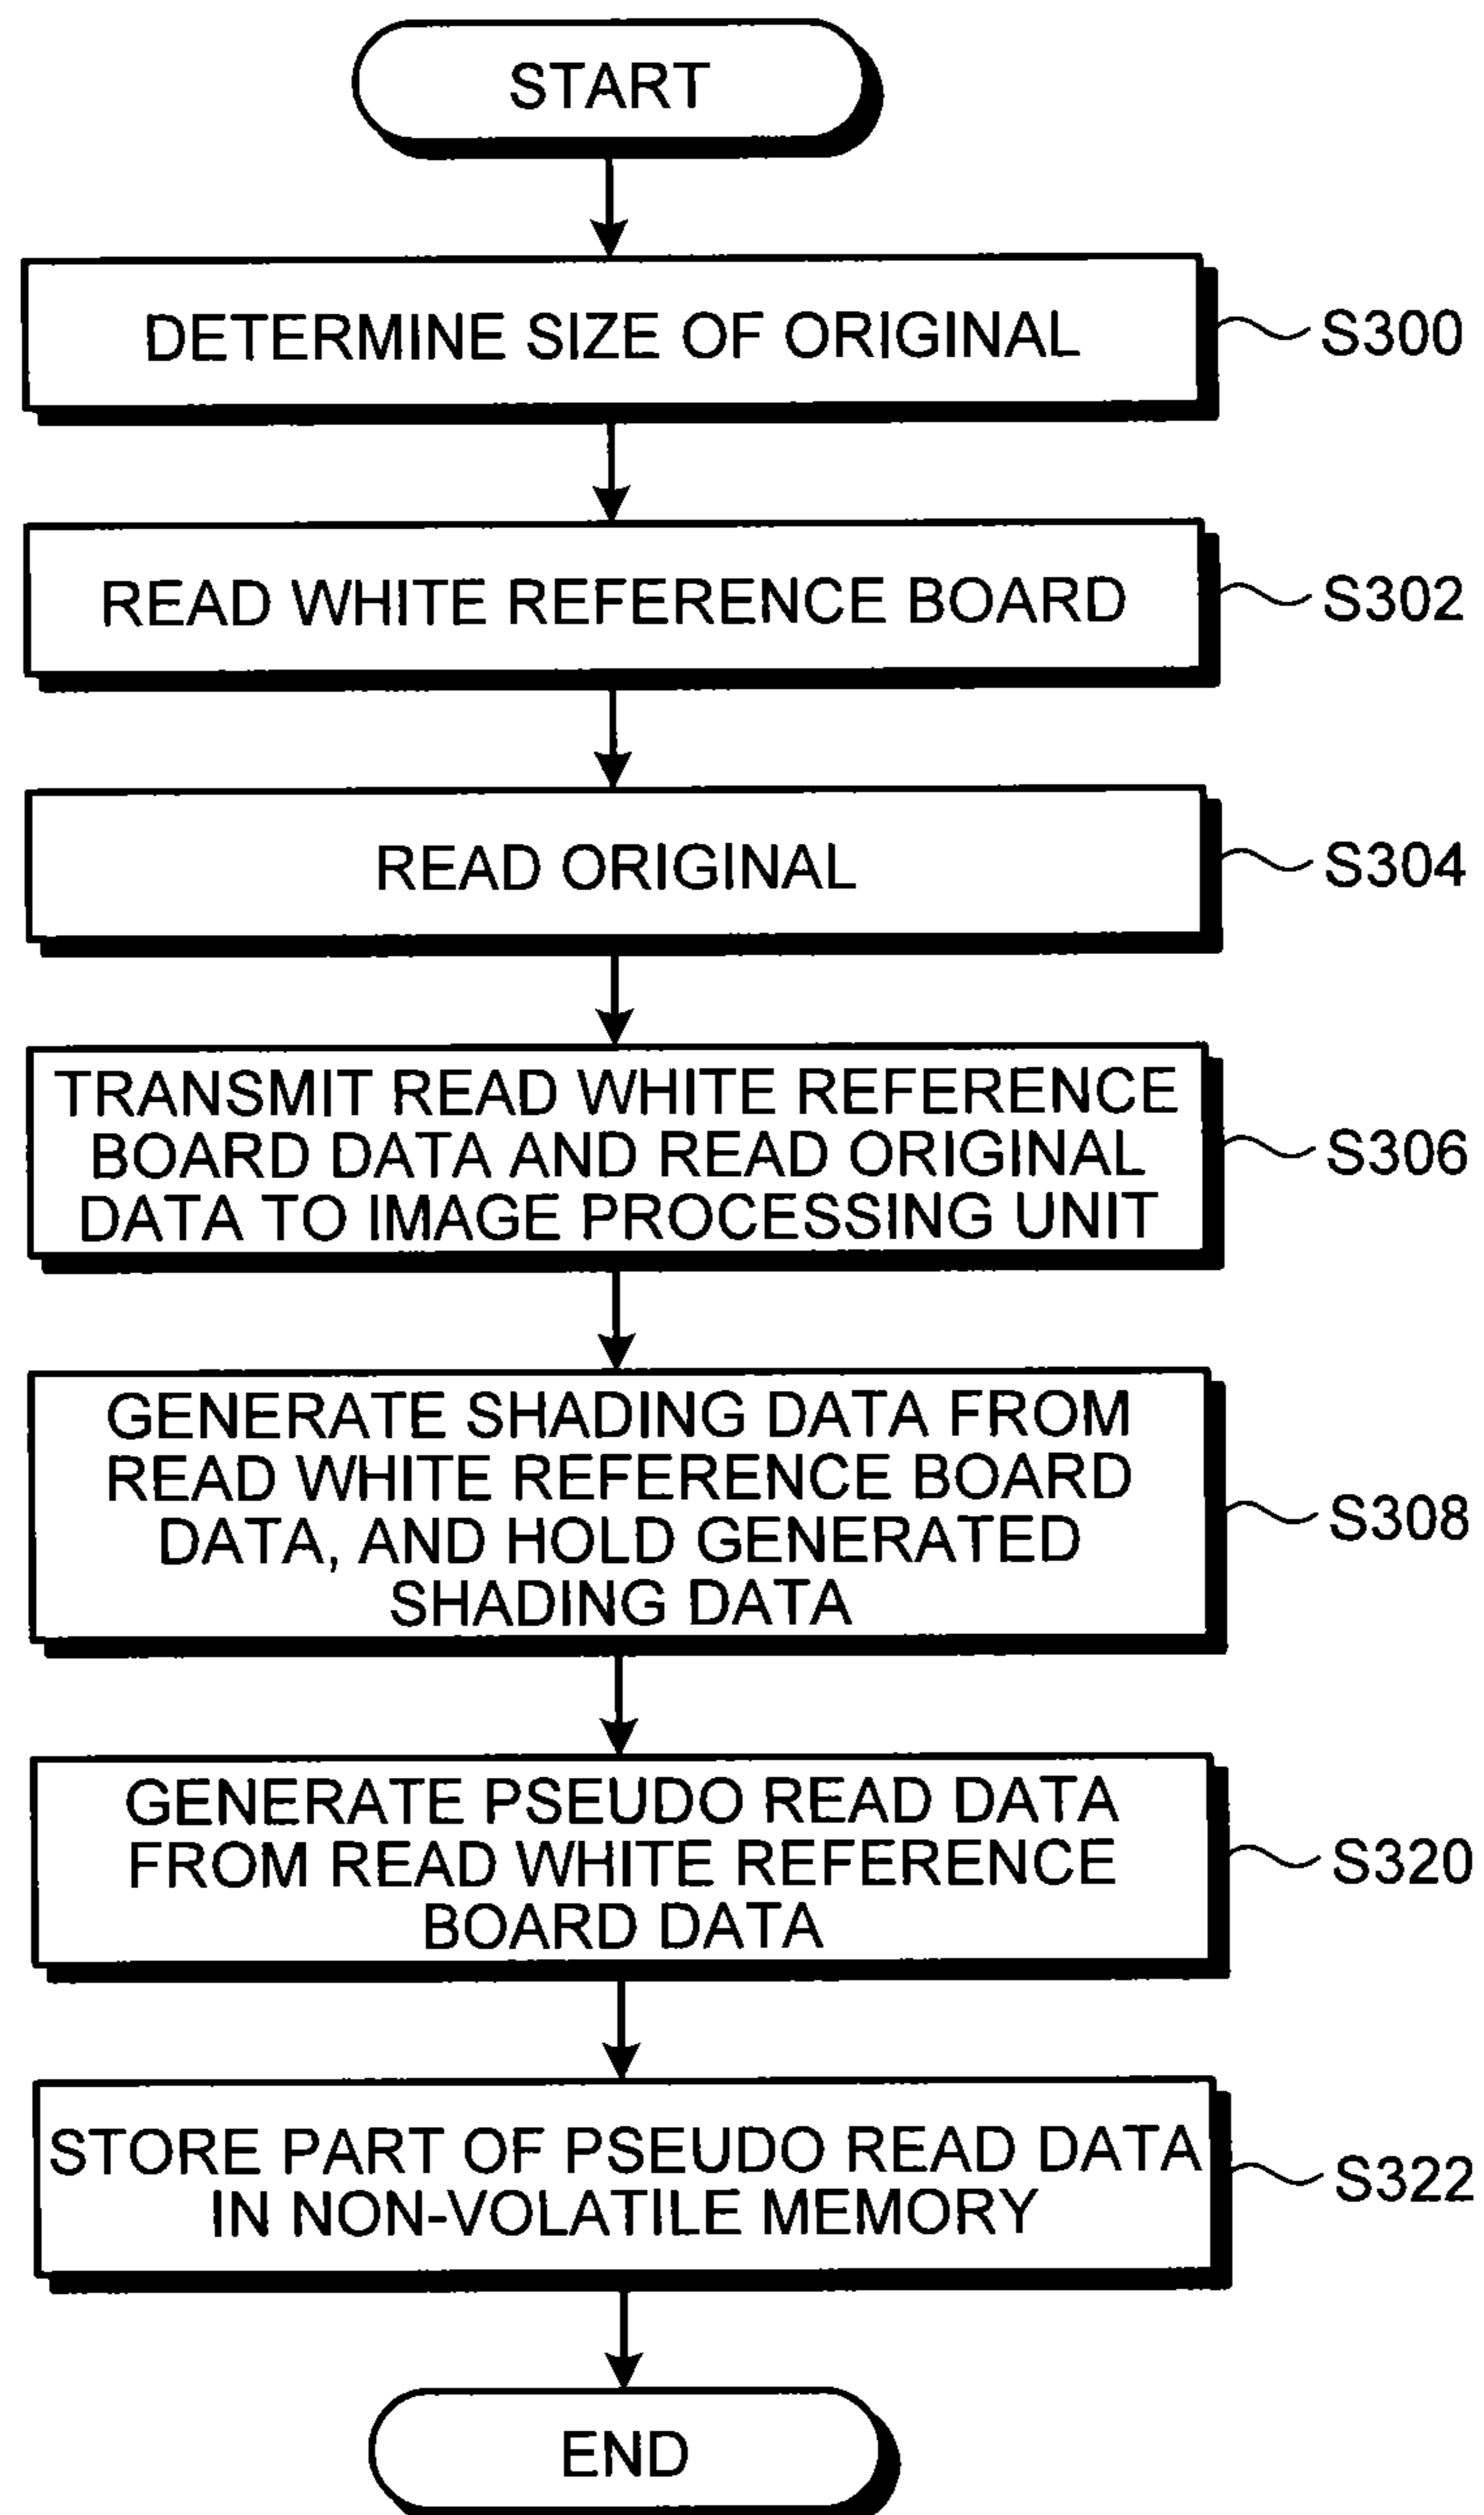 START
DETERMINE SIZE OF ORIGINAL
S300
READ WHITE REFERENCE BOARD
S302
READ ORIGINAL
S304
TRANSMIT READ WHITE REFERENCE
BOARD DATA AND READ ORIGINAL
DATA TO IMAGE PROCESSING UNIT
S306
GENERATE SHADING DATA FROM
READ WHITE REFERENCE BOARD
DATA, AND HOLD GENERATED
SHADING DATA
S308
GENERATE PSEUDO READ DATA
FROM READ WHITE REFERENCE
BOARD DATA
S320
STORE PART OF PSEUDO READ DATA
IN NON-VOLATILE MEMORY
S322
END